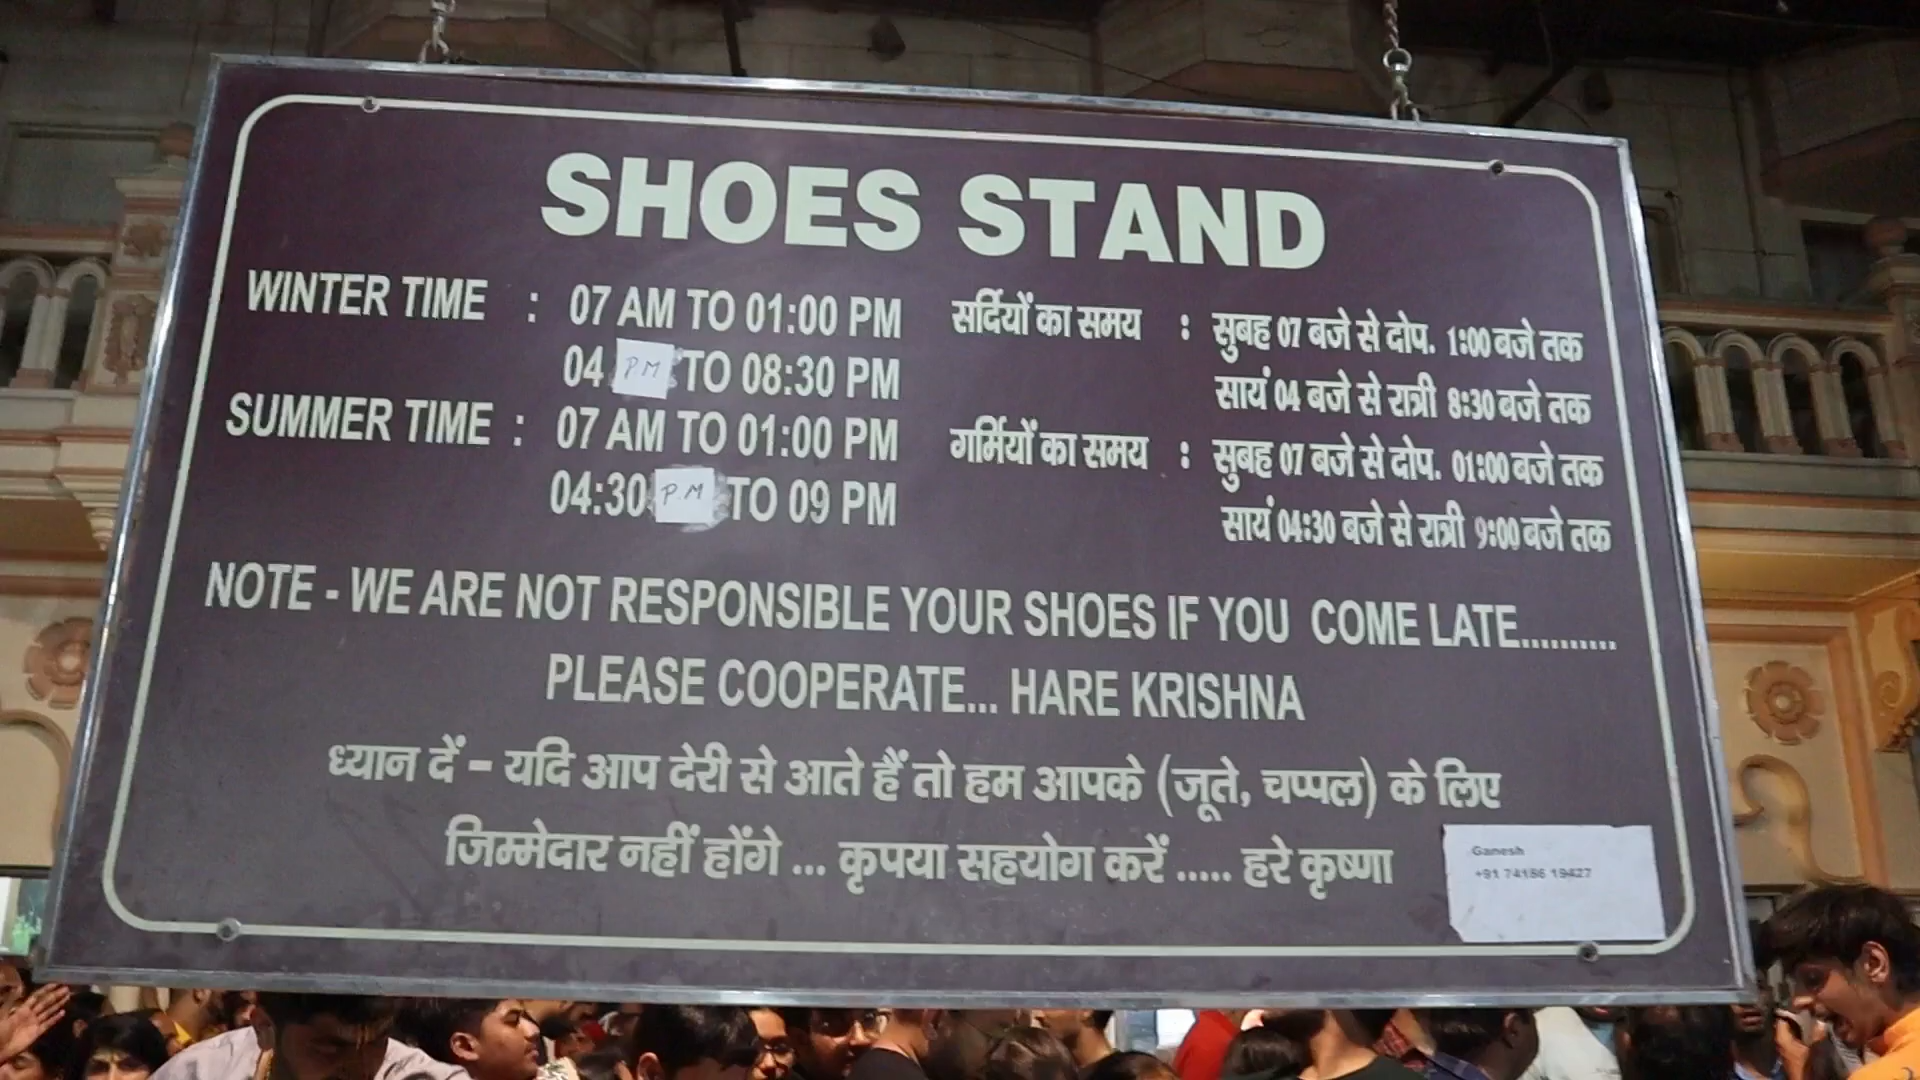 SHOES STAND
WINTER TIME : 07 AM TO 01:00 PM सर्दियों का समय : सुबह 07 बजे से दोप. 1:00 बजे तक
04 PM TO 08:30 PM सायं 04 बजे से रात्री 8:30 बजे तक
SUMMER TIME : 07 AM TO 01:00 PM गर्मियों का समय : सुबह 07 बजे से दोप. 01:00 बजे तक
04:30 P.M TO 09 PM सायं 04:30 बजे से रात्री 9:00 बजे तक
NOTE - WE ARE NOT RESPONSIBLE YOUR SHOES IF YOU COME LATE..........
PLEASE COOPERATE... HARE KRISHNA
ध्यान दें - यदि आप देरी से आते हैं तो हम आपके (जूते, चप्पल) के लिए
जिम्मेदार नहीं होंगे ... कृपया सहयोग करें ..... हरे कृष्णा
Ganesh
+91 74186 19427